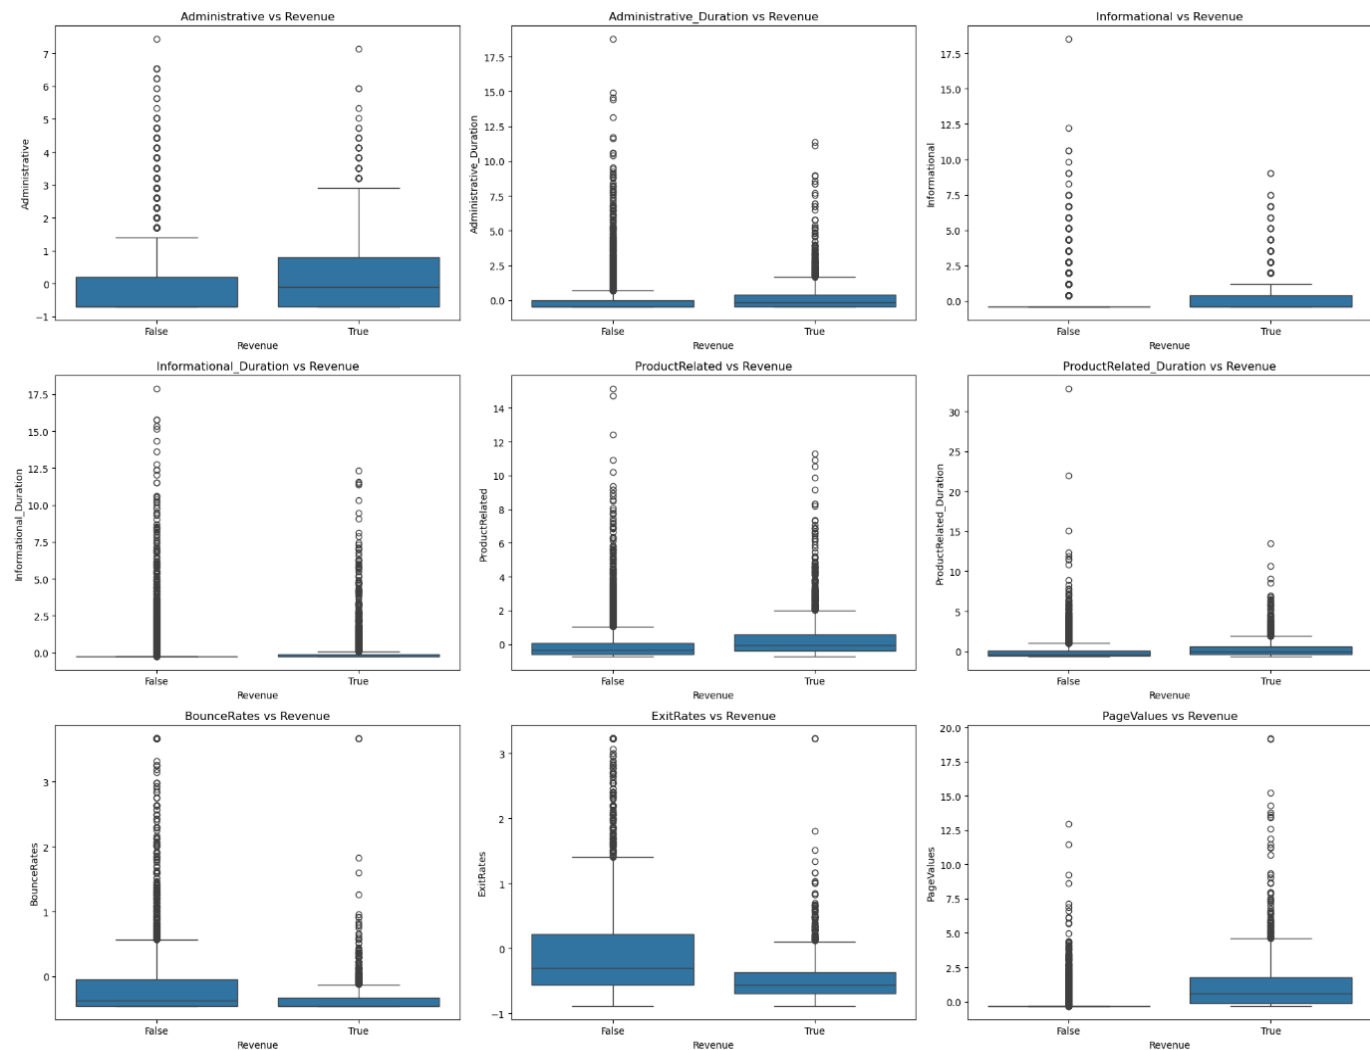 Administrative vs Revenue
Administrative
7
6
5
4
3
2
1
0
−1
False
True
Revenue
Administrative_Duration vs Revenue
Administrative_Duration
17.5
15.0
12.5
10.0
7.5
5.0
2.5
0.0
False
True
Revenue
Informational vs Revenue
Informational
17.5
15.0
12.5
10.0
7.5
5.0
2.5
0.0
False
True
Revenue
Informational_Duration vs Revenue
Informational_Duration
17.5
15.0
12.5
10.0
7.5
5.0
2.5
0.0
False
True
Revenue
ProductRelated vs Revenue
ProductRelated
14
12
10
8
6
4
2
0
False
True
Revenue
ProductRelated_Duration vs Revenue
ProductRelated_Duration
30
25
20
15
10
5
0
False
True
Revenue
BounceRates vs Revenue
BounceRates
3
2
1
0
False
True
Revenue
ExitRates vs Revenue
ExitRates
3
2
1
0
−1
False
True
Revenue
PageValues vs Revenue
PageValues
20.0
17.5
15.0
12.5
10.0
7.5
5.0
2.5
0.0
False
True
Revenue